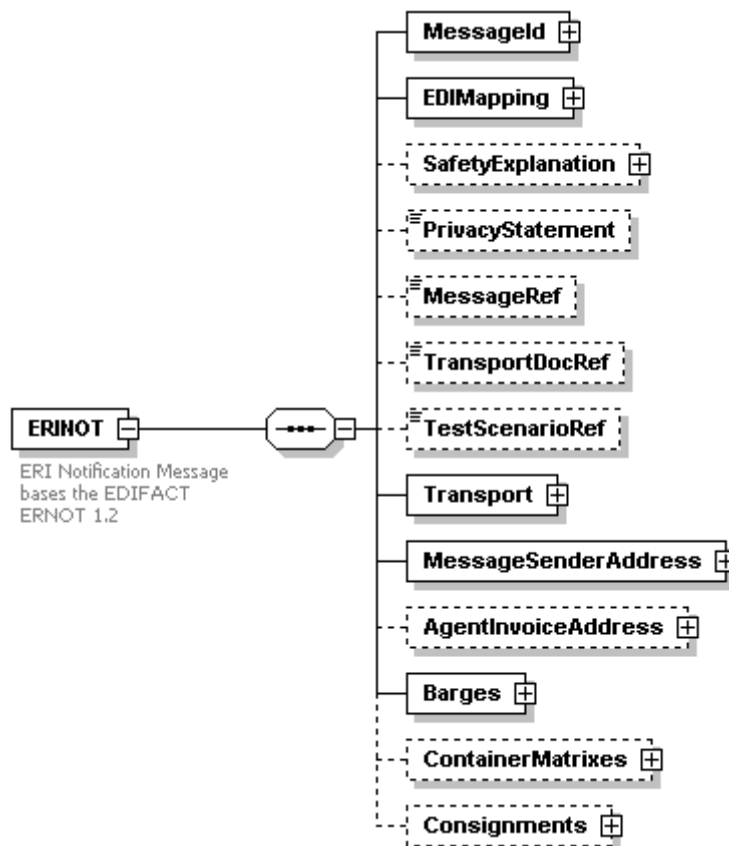 MessageId
EDIMapping
SafetyExplanation
PrivacyStatement
MessageRef
TransportDocRef
ERINOT
TestScenarioRef
ERI Notification Message
bases the EDIFACT
ERNOT 1.2
Transport
MessageSenderAddress
AgentInvoiceAddress
Barges
ContainerMatrixes
Consignments